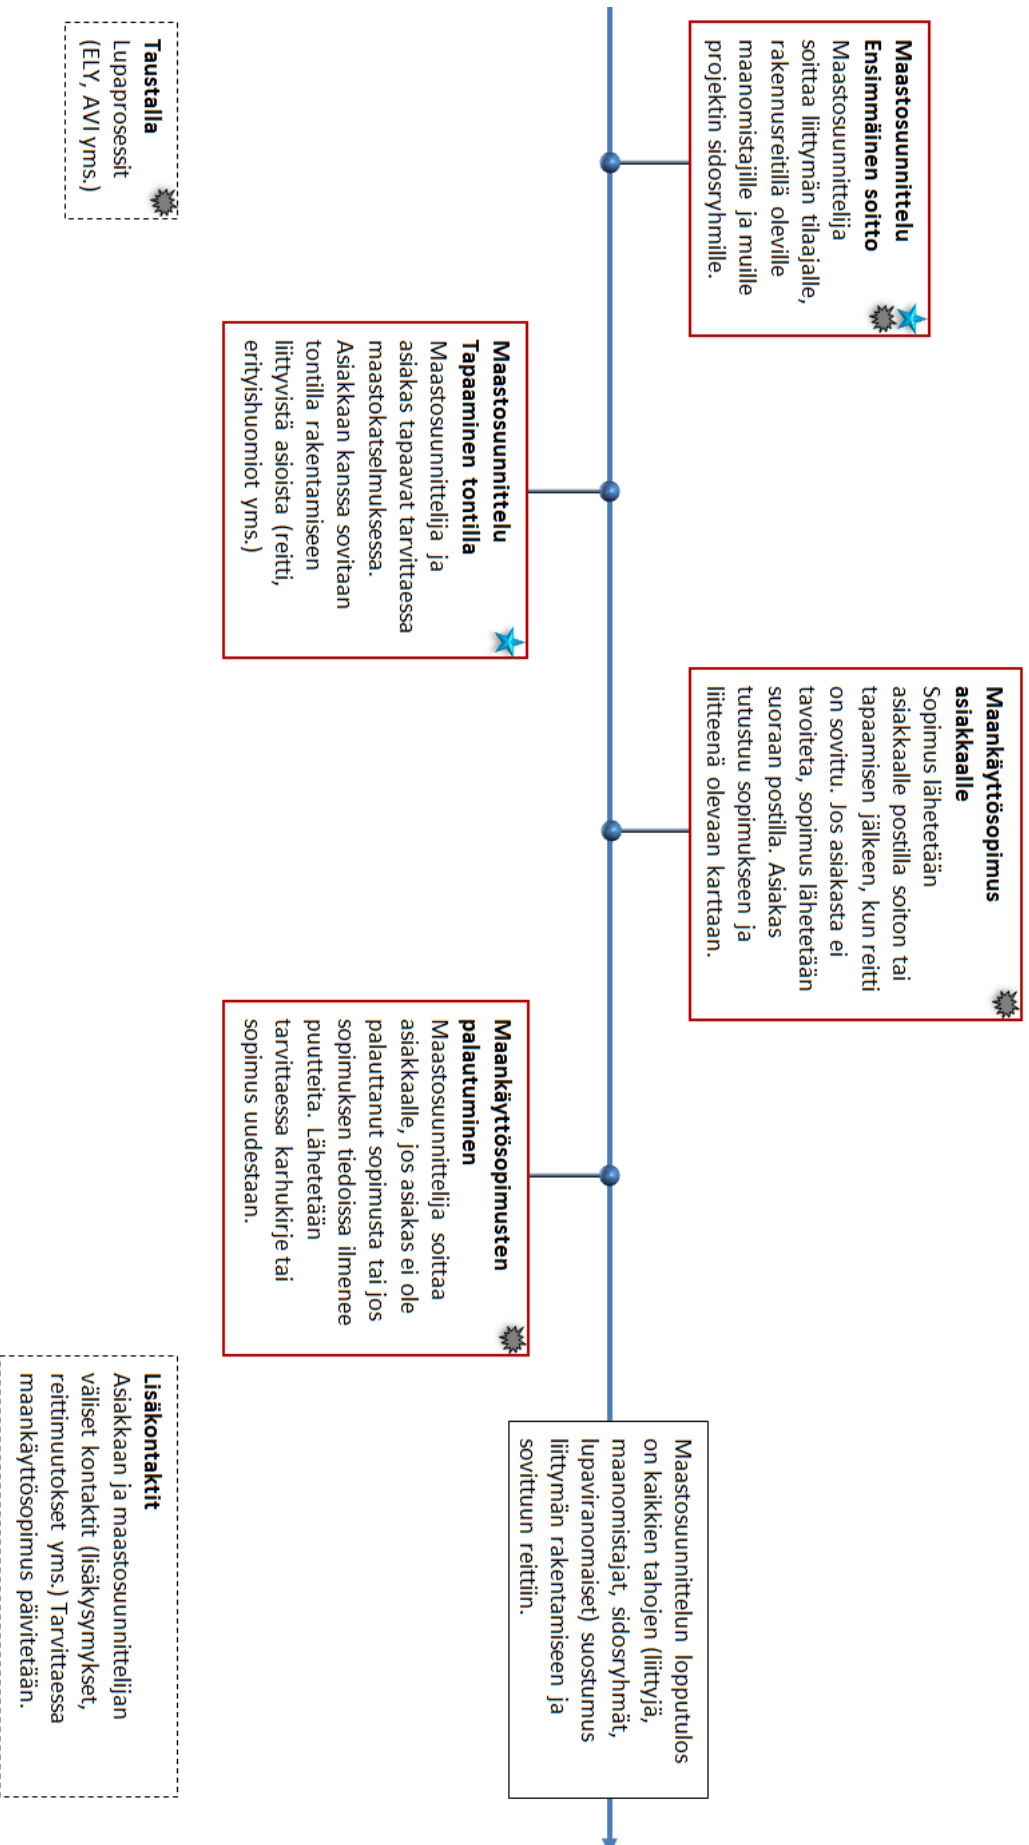 Maastosuunnittelu
Ensimmäinen soitto
Maastosuunnittelija
soittaa liittymän tilaajalle,
rakennusreitillä oleville
maanomistajille ja muille
projektin sidosryhmille.
Maastosuunnittelu
Tapaaminen tontilla
Maastosuunnittelija ja
asiakas tapaavat tarvittaessa
maastokatselmuksessa.
Asiakkaan kanssa sovitaan
tontilla rakentamiseen
liittyvistä asioista (reitti,
erityishuomiot yms.)
Maankäyttösopimus
asiakkaalle
Sopimus lähetetään
asiakkaalle postilla soiton tai
tapaamisen jälkeen, kun reitti
on sovittu. Jos asiakasta ei
tavoiteta, sopimus lähetetään
suoraan postilla. Asiakas
tutustuu sopimukseen ja
liitteenä olevaan karttaan.
Maankäyttösopimusten
palautuminen
Maastosuunnittelija soittaa
asiakkaalle, jos asiakas ei ole
palauttanut sopimusta tai jos
sopimuksen tiedoissa ilmenee
puutteita. Lähetetään
tarvittaessa karhukirje tai
sopimus uudestaan.
Maastosuunnittelun lopputulos
on kaikkien tahojen (liittyjä,
maanomistajat, sidosryhmät,
lupaviranomaiset) suostumus
liittymän rakentamiseen ja
sovittuun reittiin.
Taustalla
Lupaprosessit
(ELY, AVI yms.)
Lisäkontaktit
Asiakkaan ja maastosuunnittelijan
väliset kontaktit (lisäkysymykset,
reittimuutokset yms.) Tarvittaessa
maankäyttösopimus päivitetään.